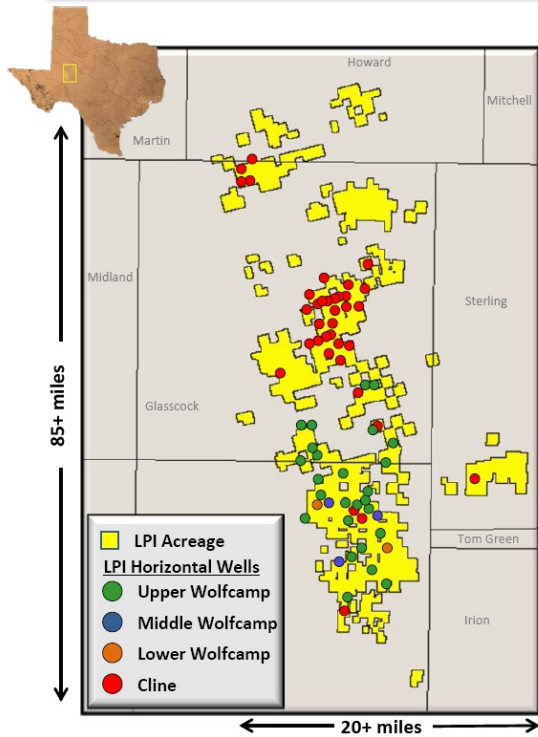 Howard
Mitchell
Martin
Midland
Sterling
Glasscock
85+ miles
Tom Green
Irion
LPI Acreage
LPI Horizontal Wells
Upper Wolfcamp
Middle Wolfcamp
Lower Wolfcamp
Cline
20+ miles